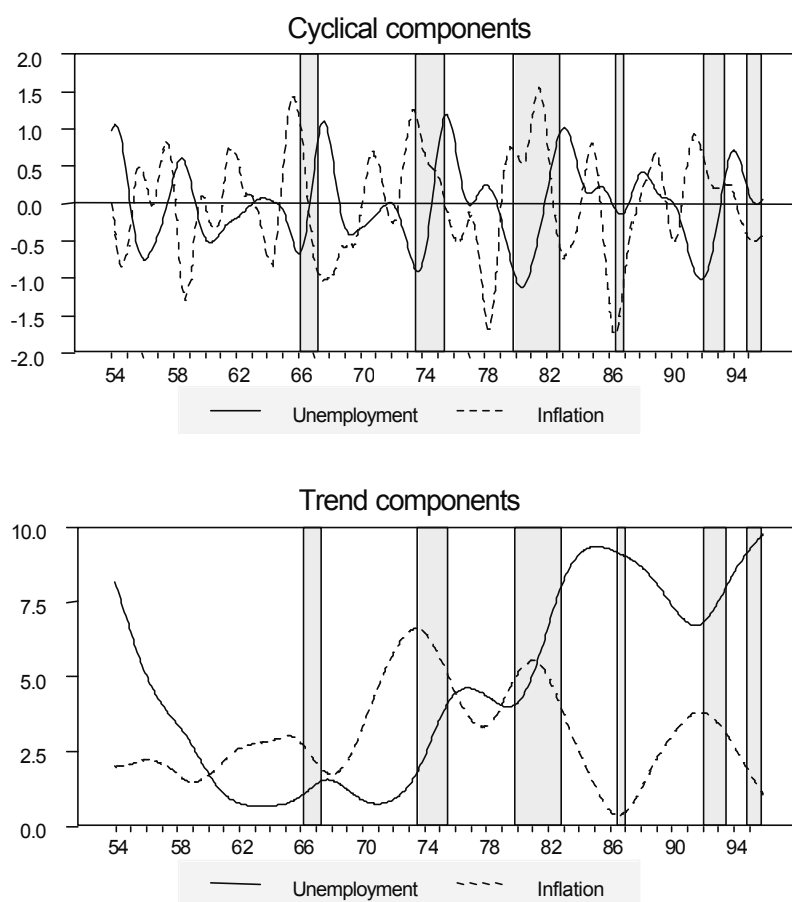 Cyclical components
2.0
1.5
1.0
0.5
0.0
-0.5
-1.0
-1.5
-2.0
54 58 62 66 70 74 78 82 86 90 94
Unemployment Inflation
Trend components
10.0
7.5
5.0
2.5
0.0
54 58 62 66 70 74 78 82 86 90 94
Unemployment Inflation